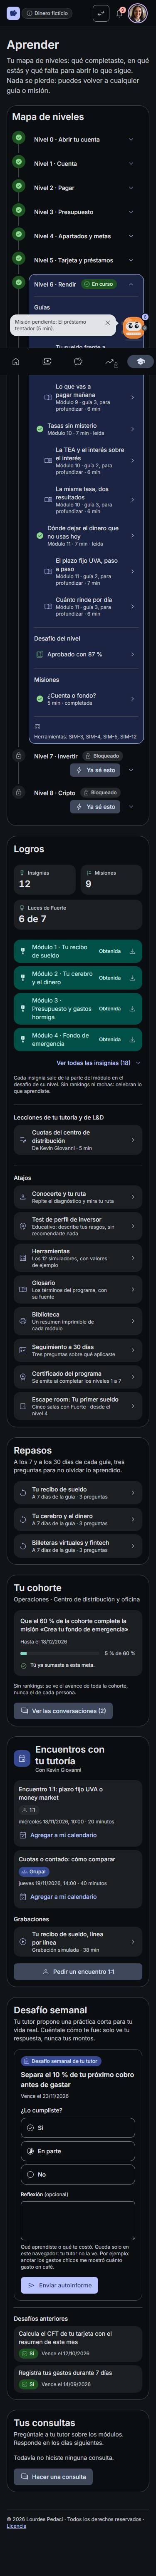 Dinero ficticio
6
Aprender
Tu mapa de niveles: qué completaste, en qué
estás y qué falta para abrir lo que sigue.
Nada se pierde: puedes volver a cualquier
guía o misión.
Mapa de niveles
Nivel 0 · Abrir tu cuenta
Nivel 1 · Cuenta
Nivel 2 · Pagar
Nivel 3 · Presupuesto
Nivel 4 · Apartados y metas
Nivel 5 · Tarjeta y préstamos
Nivel 6 · Rendir
En curso
Guías
Misión pendiente: El préstamo
tentador (5 min).
Tu sueldo frente a
Lo que vas a
pagar mañana
Módulo 9 · guía 3, para
profundizar · 6 min
Tasas sin misterio
Módulo 10 · 7 min · leída
La TEA y el interés sobre
el interés
Módulo 10 · guía 2, para
profundizar · 6 min
La misma tasa, dos
resultados
Módulo 10 · guía 3, para
profundizar · 6 min
Dónde dejar el dinero que
no usas hoy
Módulo 11 · 7 min · leída
El plazo fijo UVA, paso
a paso
Módulo 11 · guía 2, para
profundizar · 7 min
Cuánto rinde por día
Módulo 11 · guía 3, para
profundizar · 6 min
Desafío del nivel
Aprobado con 87 %
Misiones
¿Cuenta o fondo?
5 min · completada
Herramientas: SIM-3, SIM-4, SIM-5, SIM-12
Nivel 7 · Invertir
Bloqueado
Ya sé esto
Nivel 8 · Cripto
Bloqueado
Ya sé esto
Logros
Insignias
12
Misiones
9
Luces de Fuerte
6 de 7
Módulo 1 · Tu recibo
de sueldo
Obtenida
Módulo 2 · Tu cerebro
y el dinero
Obtenida
Módulo 3 ·
Presupuesto y gastos
hormiga
Obtenida
Módulo 4 · Fondo de
emergencia
Obtenida
Ver todas las insignias (18)
Cada insignia sale de la parte del módulo en el
desafío de su nivel. Sin rankings ni rachas: celebran lo
que aprendiste.
Lecciones de tu tutoría y de L&D
Cuotas del centro de
distribución
De Kevin Giovanni · 5 min
Atajos
Conocerte y tu ruta
Repite el diagnóstico y mira tu ruta
Test de perfil de inversor
Educativo: describe tus rasgos, sin
recomendarte nada
Herramientas
Los 12 simuladores, con valores
de ejemplo
Glosario
Los términos del programa, con
su fuente
Biblioteca
Un resumen imprimible de
cada módulo
Seguimiento a 30 días
Tres preguntas sobre qué aplicaste
Certificado del programa
Se emite al completar los niveles 1 a 7
Escape room: Tu primer sueldo
Cinco salas con Fuerte · desde el
nivel 4
Repasos
A los 7 y a los 30 días de cada guía, tres
preguntas para no olvidar lo aprendido.
Tu recibo de sueldo
A 7 días de la guía · 3 preguntas
Tu cerebro y el dinero
A 7 días de la guía · 3 preguntas
Billeteras virtuales y fintech
A 7 días de la guía · 3 preguntas
Tu cohorte
Operaciones · Centro de distribución y oficina
Que el 60 % de la cohorte complete la
misión «Crea tu fondo de emergencia»
Hasta el 18/12/2026
5 % de 60 %
Tú ya sumaste a esta meta.
Sin rankings: se ve el avance de toda la cohorte,
nunca el de cada persona.
Ver las conversaciones (2)
Encuentros con
tu tutoría
Con Kevin Giovanni
Encuentro 1:1: plazo fijo UVA o
money market
1:1
miércoles 18/11/2026, 10:00 · 20 minutos
Agregar a mi calendario
Cuotas o contado: cómo comparar
Grupal
jueves 19/11/2026, 14:00 · 40 minutos
Agregar a mi calendario
Grabaciones
Tu recibo de sueldo, línea
por línea
Grabación simulada · 38 min
Pedir un encuentro 1:1
Desafío semanal
Tu tutor propone una práctica corta para tu
vida real. Cuéntale cómo te fue: solo ve tu
respuesta, nunca tus montos.
Desafío semanal de tu tutor
Separa el 10 % de tu próximo cobro
antes de gastar
Vence el 23/11/2026
¿Lo cumpliste?
Sí
En parte
No
Reflexión (opcional)
Qué aprendiste o qué te costó. Queda solo en
este navegador: tu tutor no la ve. Por ejemplo:
anotar los gastos chicos me mostró cuánto
gasto en café.
Enviar autoinforme
Desafíos anteriores
Calcula el CFT de tu tarjeta con el
resumen de este mes
Sí
Vence el 12/10/2026
Registra tus gastos durante 7 días
Sí
Vence el 14/09/2026
Tus consultas
Pregúntale a tu tutor sobre los módulos.
Responde en los días siguientes.
Todavía no hiciste ninguna consulta.
Hacer una consulta
© 2026 Lourdes Pedaci · Todos los derechos reservados ·
Licencia